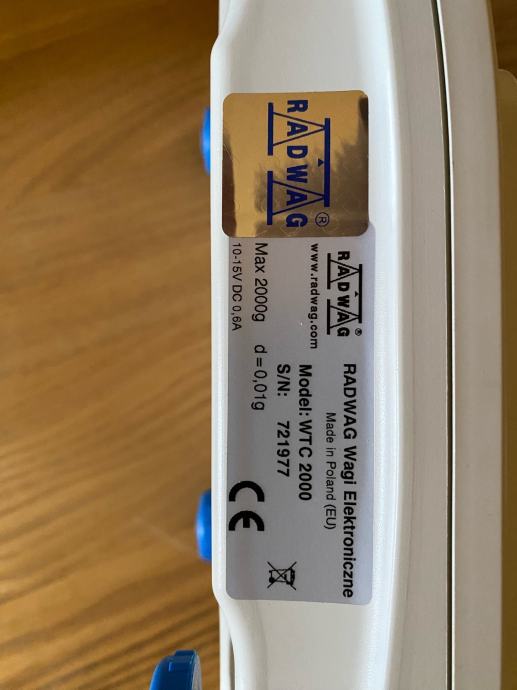 RADWAG®
RADWAG®
www.radwag.com
RADWAG Wagi Elektroniczne
Made in Poland (EU)
Model: WTC 2000
S/N: 721977
Max 2000g d=0,01g
10-15V DC 0,6A
CE